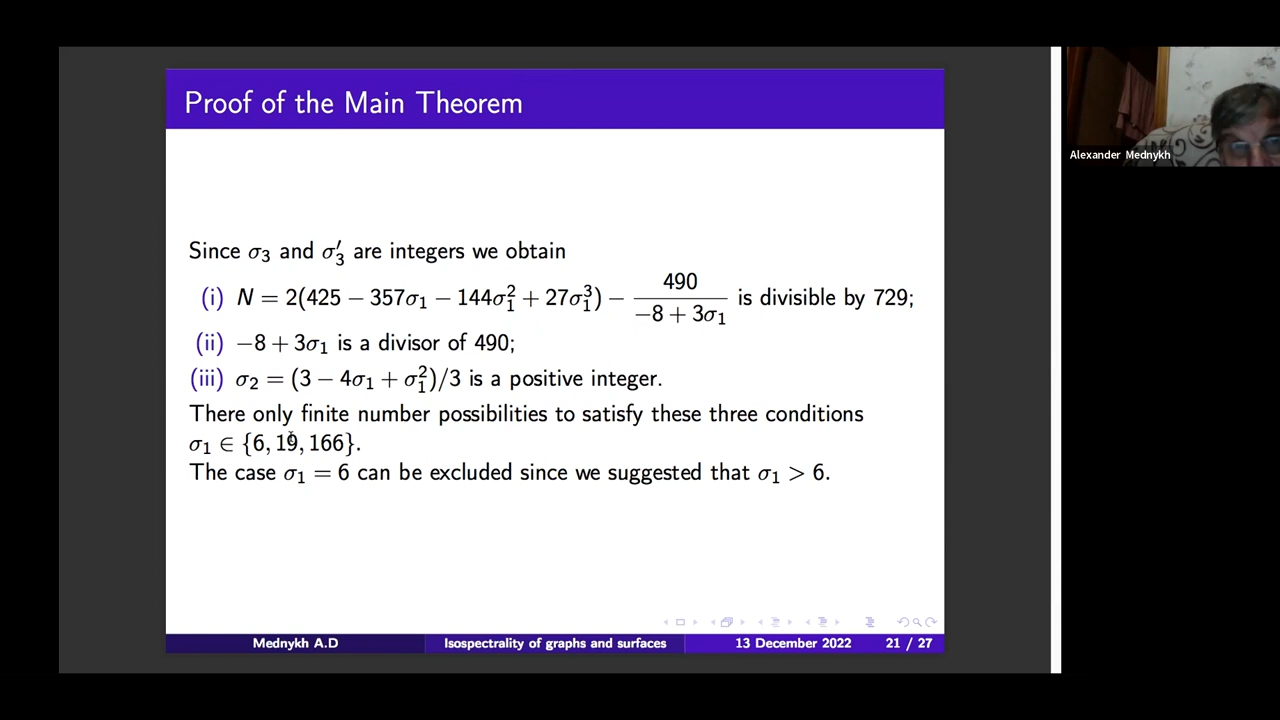 Proof of the Main Theorem
Alexander Mednykh
Since σ₃ and σ′₃ are integers we obtain
(i) N = 2(425 − 357σ₁ − 144σ₁² + 27σ₁³) − 490/(−8 + 3σ₁) is divisible by 729;
(ii) −8 + 3σ₁ is a divisor of 490;
(iii) σ₂ = (3 − 4σ₁ + σ₁²)/3 is a positive integer.
There only finite number possibilities to satisfy these three conditions
σ₁ ∈ {6, 19, 166}.
The case σ₁ = 6 can be excluded since we suggested that σ₁ > 6.
Mednykh A.D Isospectrality of graphs and surfaces 13 December 2022 21 / 27